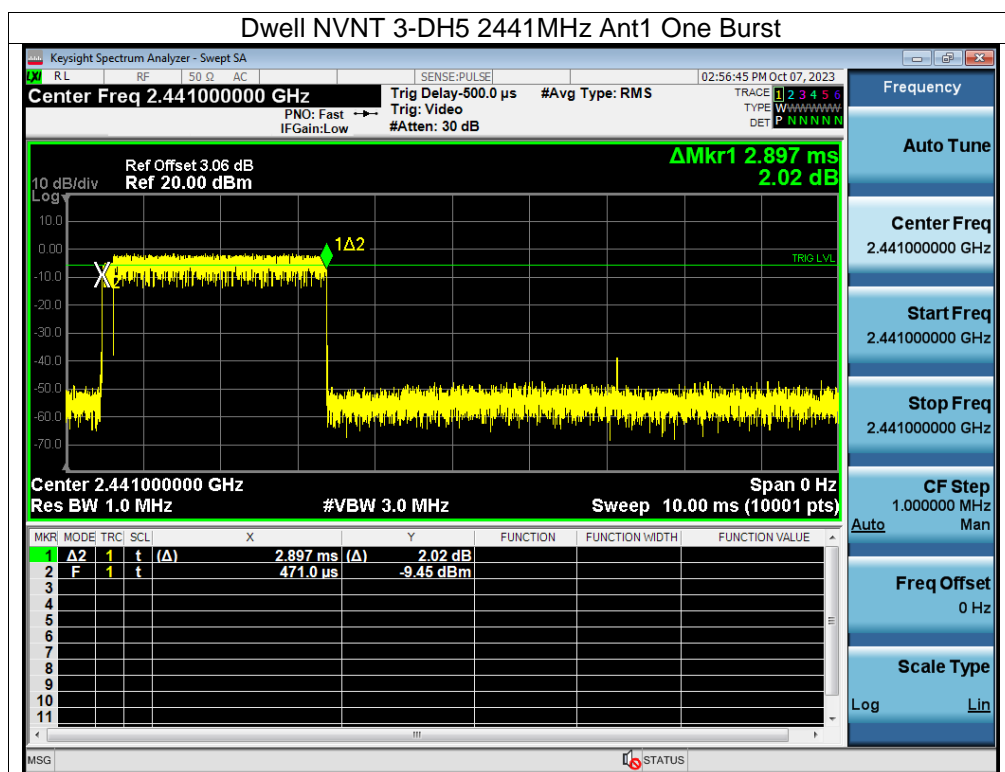 Dwell NVNT 3-DH5 2441MHz Ant1 One Burst
Keysight Spectrum Analyzer - Swept SA
LXI RL RF 50 Ω AC SENSE:PULSE 02:56:45 PM Oct 07, 2023
Center Freq 2.441000000 GHz
PNO: Fast
IFGain:Low
Trig Delay-500.0 µs #Avg Type: RMS
Trig: Video
#Atten: 30 dB
TRACE 1 2 3 4 5 6
TYPE WWWWWW
DET P N N N N N
ΔMkr1 2.897 ms
2.02 dB
Ref Offset 3.06 dB
10 dB/div Ref 20.00 dBm
Log
10.0
0.00
-10.0
-20.0
-30.0
-40.0
-50.0
-60.0
-70.0
1Δ2
TRIG LVL
X2
Center 2.441000000 GHz Span 0 Hz
Res BW 1.0 MHz #VBW 3.0 MHz Sweep 10.00 ms (10001 pts)
MKR MODE TRC SCL X Y FUNCTION FUNCTION WIDTH FUNCTION VALUE
1 Δ2 1 t (Δ) 2.897 ms (Δ) 2.02 dB
2 F 1 t 471.0 µs -9.45 dBm
3
4
5
6
7
8
9
10
11
MSG STATUS
Frequency
Auto Tune
Center Freq
2.441000000 GHz
Start Freq
2.441000000 GHz
Stop Freq
2.441000000 GHz
CF Step
1.000000 MHz
Auto Man
Freq Offset
0 Hz
Scale Type
Log Lin